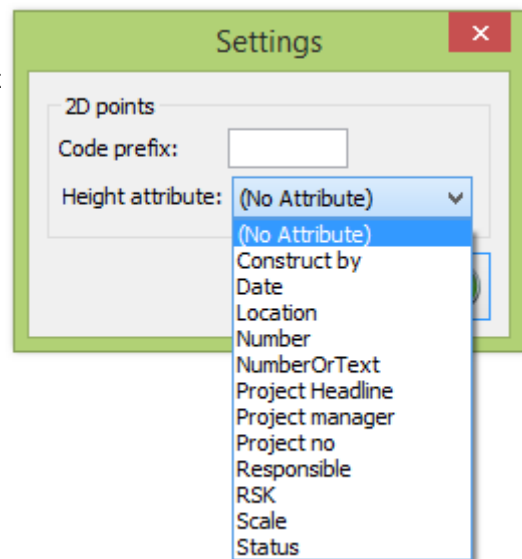 Settings
2D points
Code prefix:
Height attribute: (No Attribute)
(No Attribute)
Construct by
Date
Location
Number
NumberOrText
Project Headline
Project manager
Project no
Responsible
RSK
Scale
Status